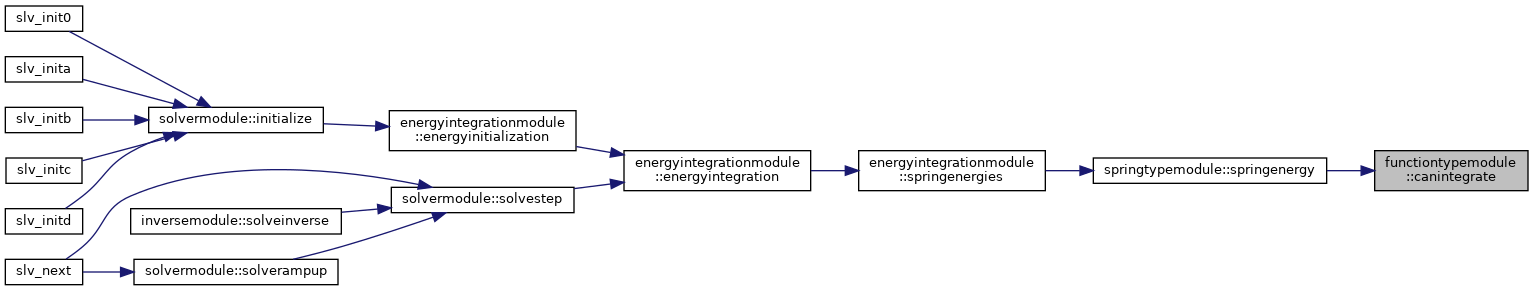 slv_init0
slv_inita
slv_initb
slv_initc
slv_initd
slv_next
solvermodule::initialize
inversemodule::solveinverse
solvermodule::solverampup
energyintegrationmodule
::energyinitialization
solvermodule::solvestep
energyintegrationmodule
::energyintegration
energyintegrationmodule
::springenergies
springtypemodule::springenergy
functiontypemodule
::canintegrate